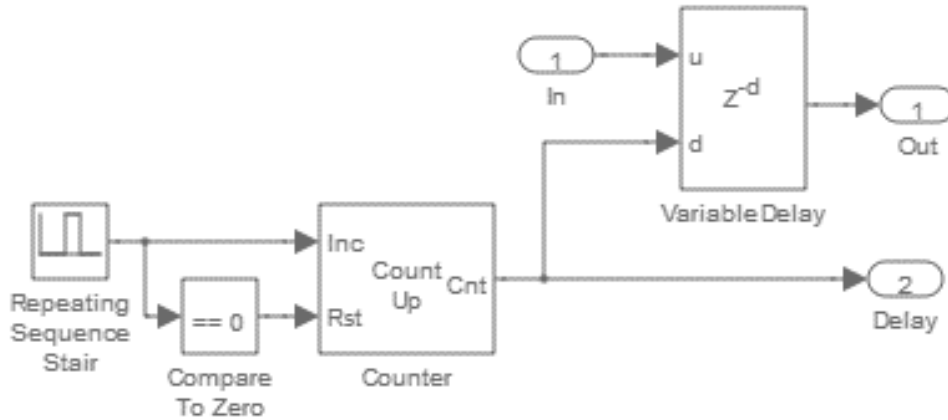 1
In
u
Z^-d
d
Variable Delay
1
Out
Repeating
Sequence
Stair
== 0
Compare
To Zero
Inc
Rst
Count
Up
Cnt
Counter
2
Delay